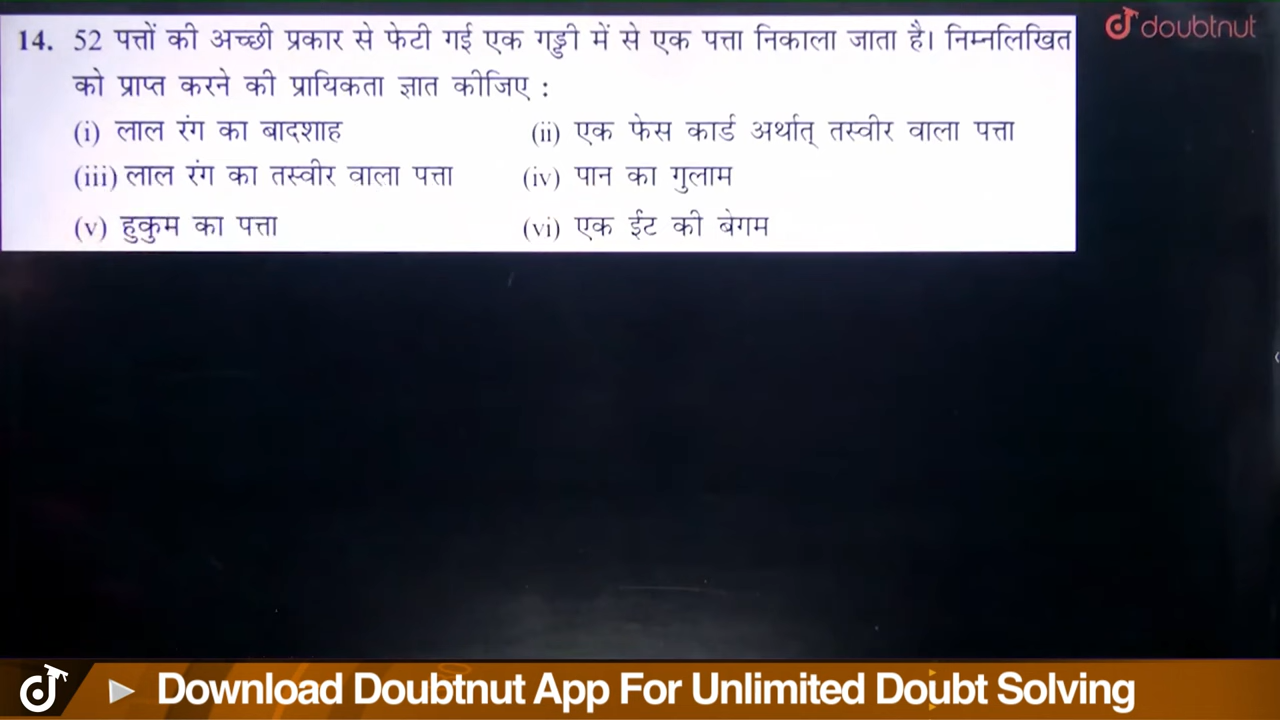 doubtnut
14. 52 पत्तों की अच्छी प्रकार से फेटी गई एक गड्डी में से एक पत्ता निकाला जाता है। निम्नलिखित
को प्राप्त करने की प्रायिकता ज्ञात कीजिए :
(i) लाल रंग का बादशाह (ii) एक फेस कार्ड अर्थात् तस्वीर वाला पत्ता
(iii) लाल रंग का तस्वीर वाला पत्ता (iv) पान का गुलाम
(v) हुकुम का पत्ता (vi) एक ईंट की बेगम
Download Doubtnut App For Unlimited Doubt Solving